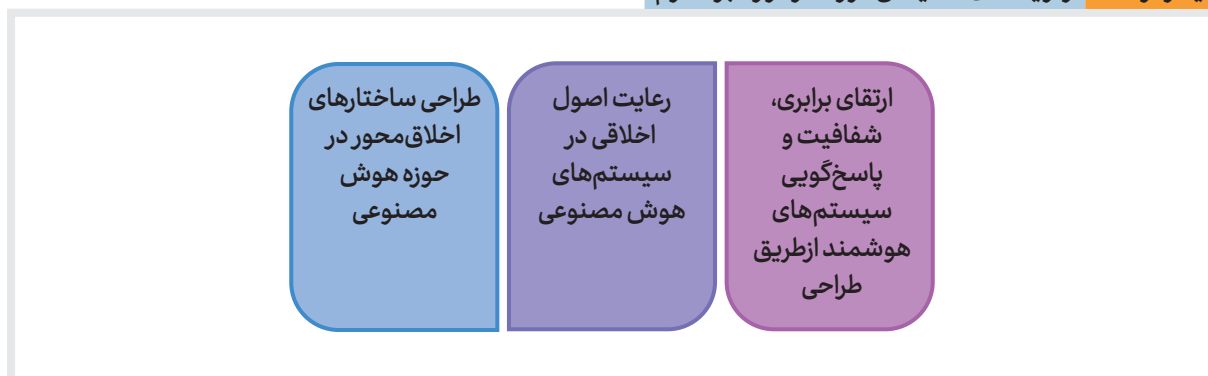 ارتقای برابری،
شفافیت و
پاسخ‌گویی
سیستم‌های
هوشمند ازطریق
طراحی
رعایت اصول
اخلاقی در
سیستم‌های
هوش مصنوعی
طراحی ساختارهای
اخلاق‌محور در
حوزه هوش
مصنوعی